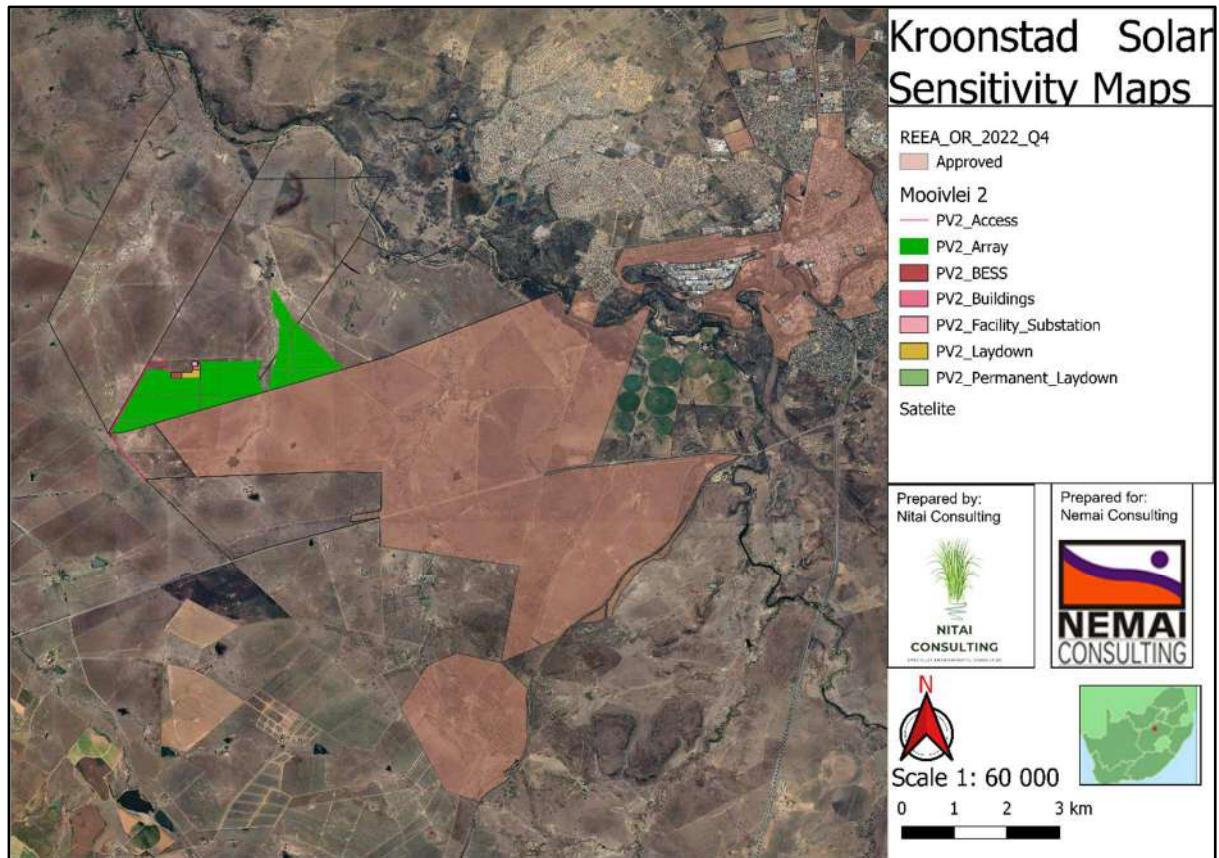 Kroonstad Solar
Sensitivity Maps
REEA_OR_2022_Q4
Approved
Mooivlei 2
PV2_Access
PV2_Array
PV2_BESS
PV2_Buildings
PV2_Facility_Substation
PV2_Laydown
PV2_Permanent_Laydown
Satelite
Prepared by:
Nitai Consulting
NITAI
CONSULTING
Prepared for:
Nemai Consulting
NEMAI
CONSULTING
N
Scale 1: 60 000
0 1 2 3 km